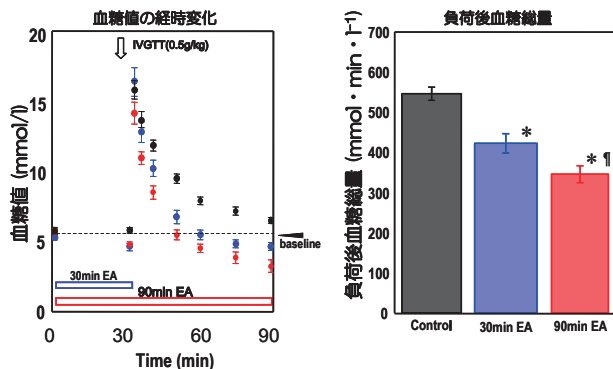 血糖値の経時変化
IVGTT(0.5g/kg)
血糖値 (mmol/l)
20
15
10
5
0
baseline
30min EA
90min EA
0
30
60
90
Time (min)
負荷後血糖総量
負荷後血糖総量 (mmol・min・l⁻¹)
700
600
500
400
300
200
100
0
*
* ¶
Control
30min EA
90min EA